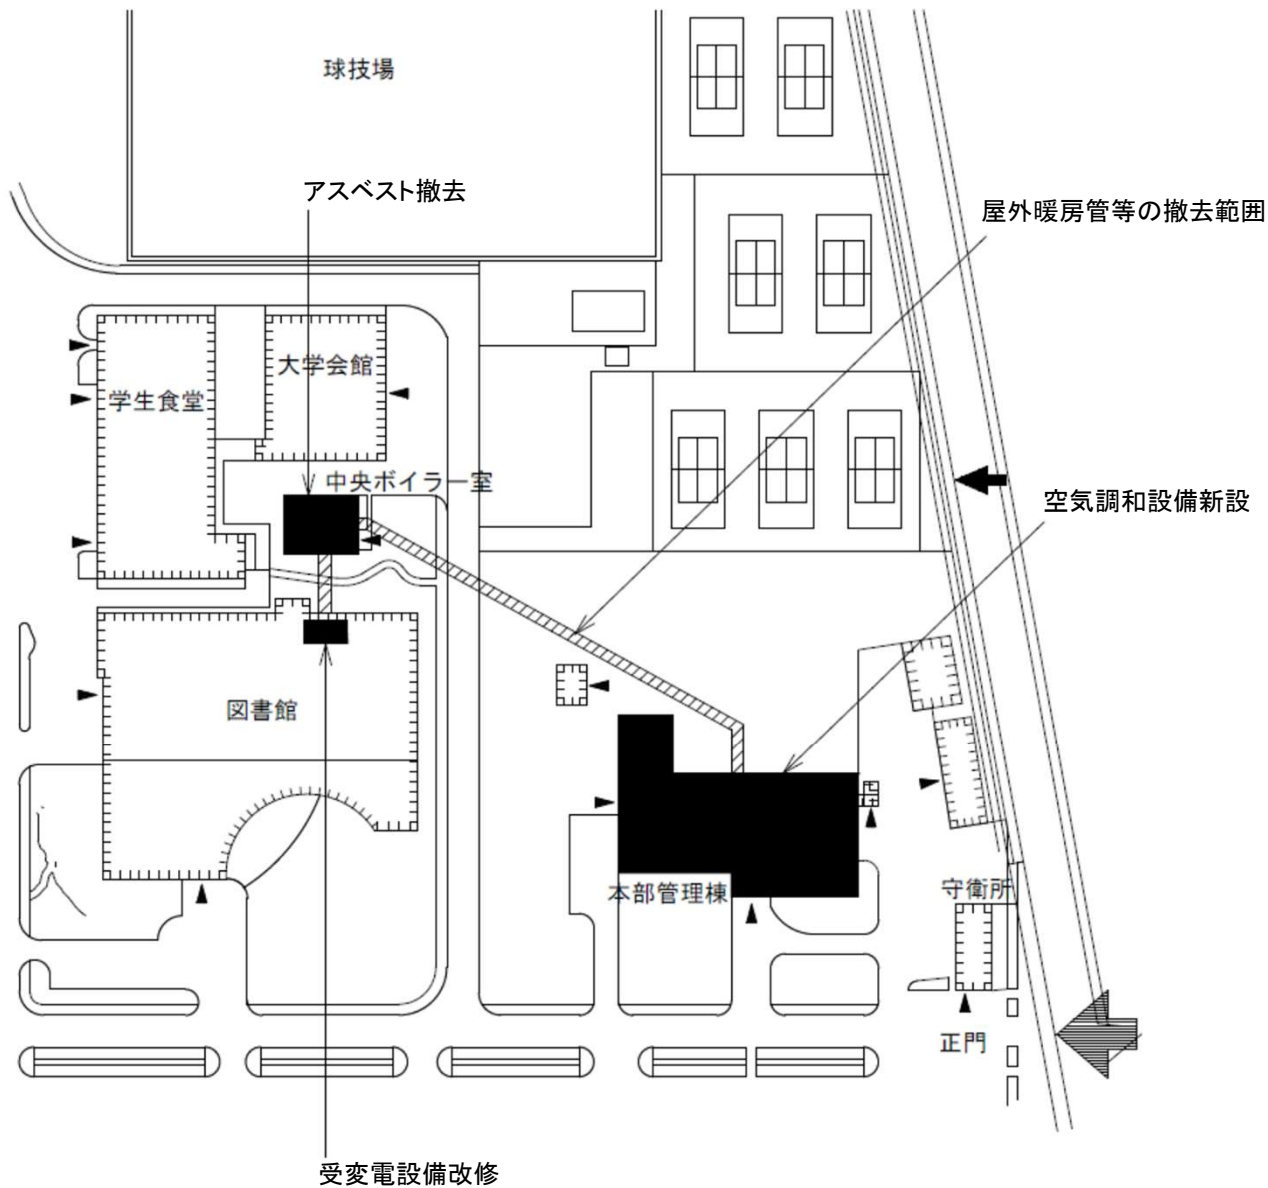 球技場
アスベスト撤去
屋外暖房管等の撤去範囲
大学会館
学生食堂
中央ボイラー室
空気調和設備新設
図書館
本部管理棟
守衛所
正門
受変電設備改修